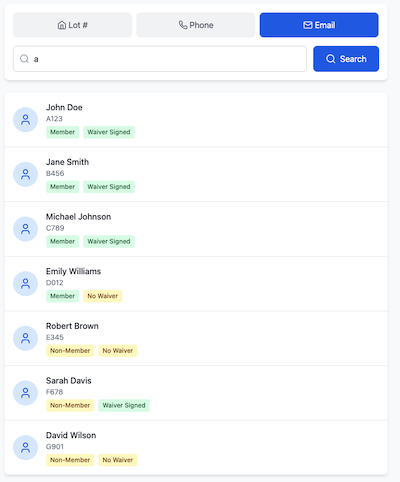 Lot # Phone Email
a Search
John Doe
A123
Member Waiver Signed
Jane Smith
B456
Member Waiver Signed
Michael Johnson
C789
Member Waiver Signed
Emily Williams
D012
Member No Waiver
Robert Brown
E345
Non-Member No Waiver
Sarah Davis
F678
Non-Member Waiver Signed
David Wilson
G901
Non-Member No Waiver